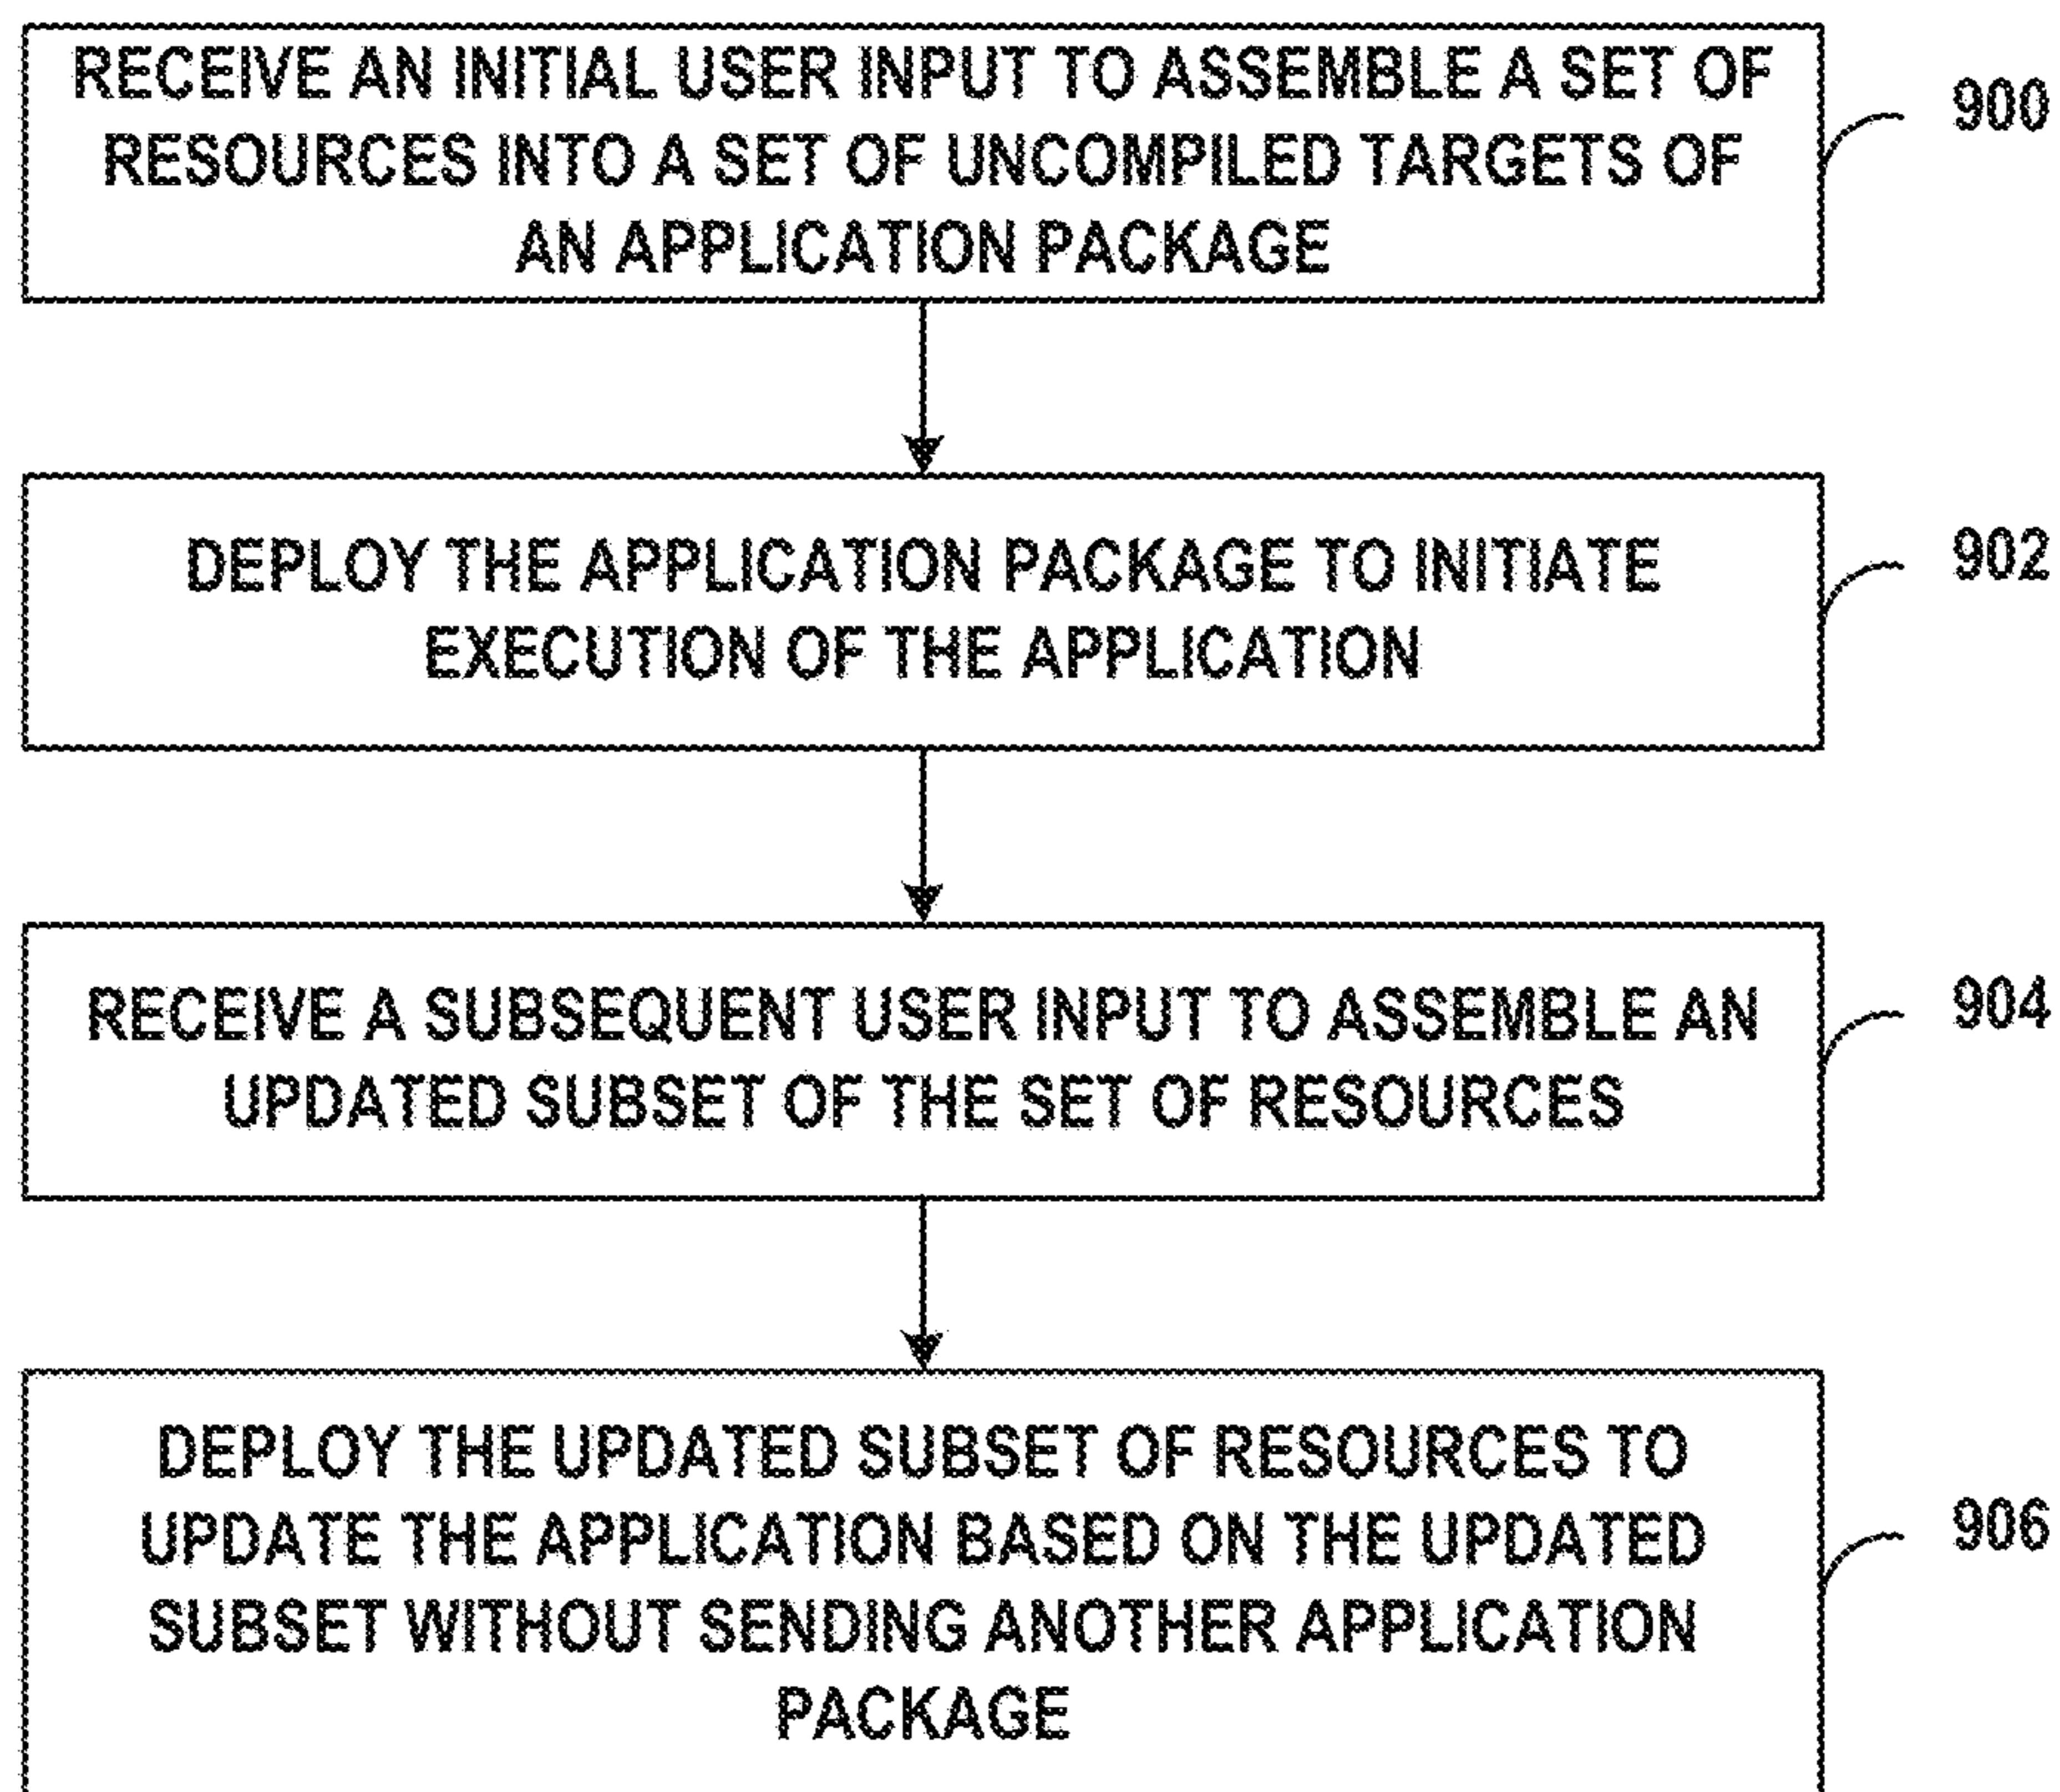 RECEIVE AN INITIAL USER INPUT TO ASSEMBLE A SET OF
RESOURCES INTO A SET OF UNCOMPILED TARGETS OF
AN APPLICATION PACKAGE
900
DEPLOY THE APPLICATION PACKAGE TO INITIATE
EXECUTION OF THE APPLICATION
902
RECEIVE A SUBSEQUENT USER INPUT TO ASSEMBLE AN
UPDATED SUBSET OF THE SET OF RESOURCES
904
DEPLOY THE UPDATED SUBSET OF RESOURCES TO
UPDATE THE APPLICATION BASED ON THE UPDATED
SUBSET WITHOUT SENDING ANOTHER APPLICATION
PACKAGE
906